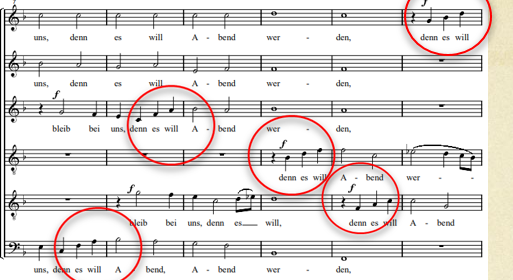 f
uns, denn es will A - bend wer - den, denn es will
uns, denn es will A - bend wer - den,
f
bleib bei uns, denn es will A - bend wer - den,
f
denn es will A - bend wer - -
f f
bleib bei uns, denn es will, denn es will A - bend
uns, denn es will A - bend, A - bend wer - den,